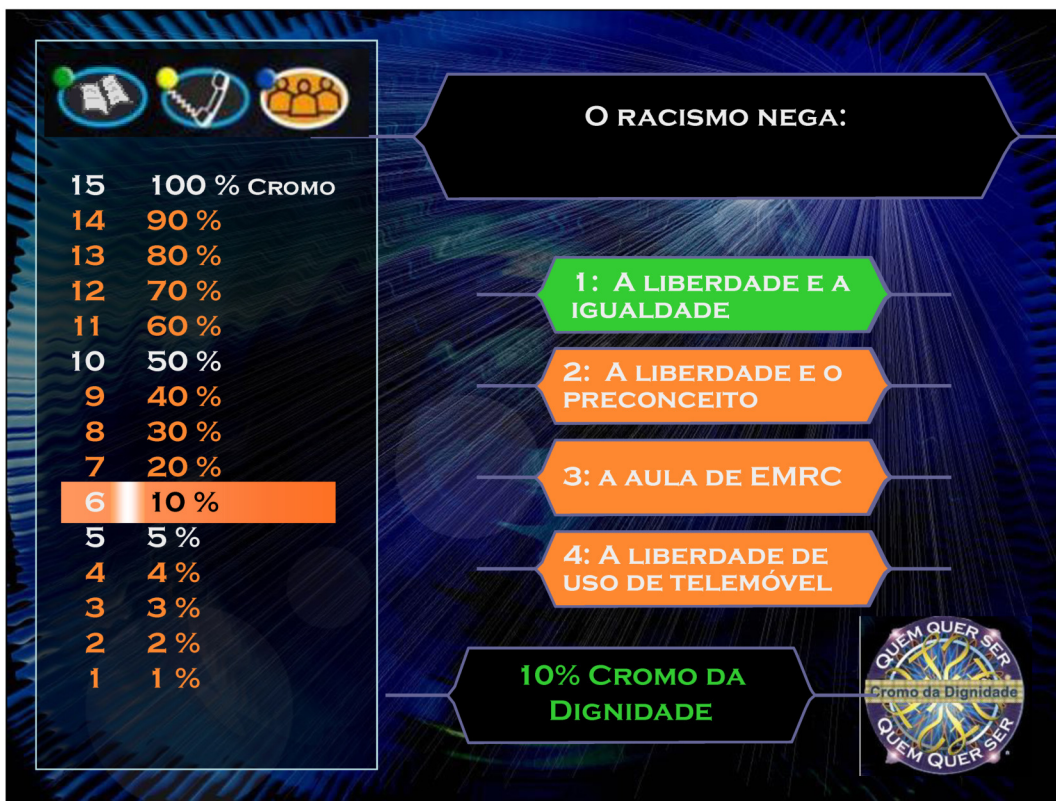 O RACISMO NEGA:
15 100 % CROMO
14 90 %
13 80 %
12 70 %
11 60 %
10 50 %
9 40 %
8 30 %
7 20 %
6 10 %
5 5 %
4 4 %
3 3 %
2 2 %
1 1 %
1: A LIBERDADE E A
IGUALDADE
2: A LIBERDADE E O
PRECONCEITO
3: A AULA DE EMRC
4: A LIBERDADE DE
USO DE TELEMÓVEL
10% CROMO DA
DIGNIDADE
QUEM QUER SER
Cromo da Dignidade
QUEM QUER SER